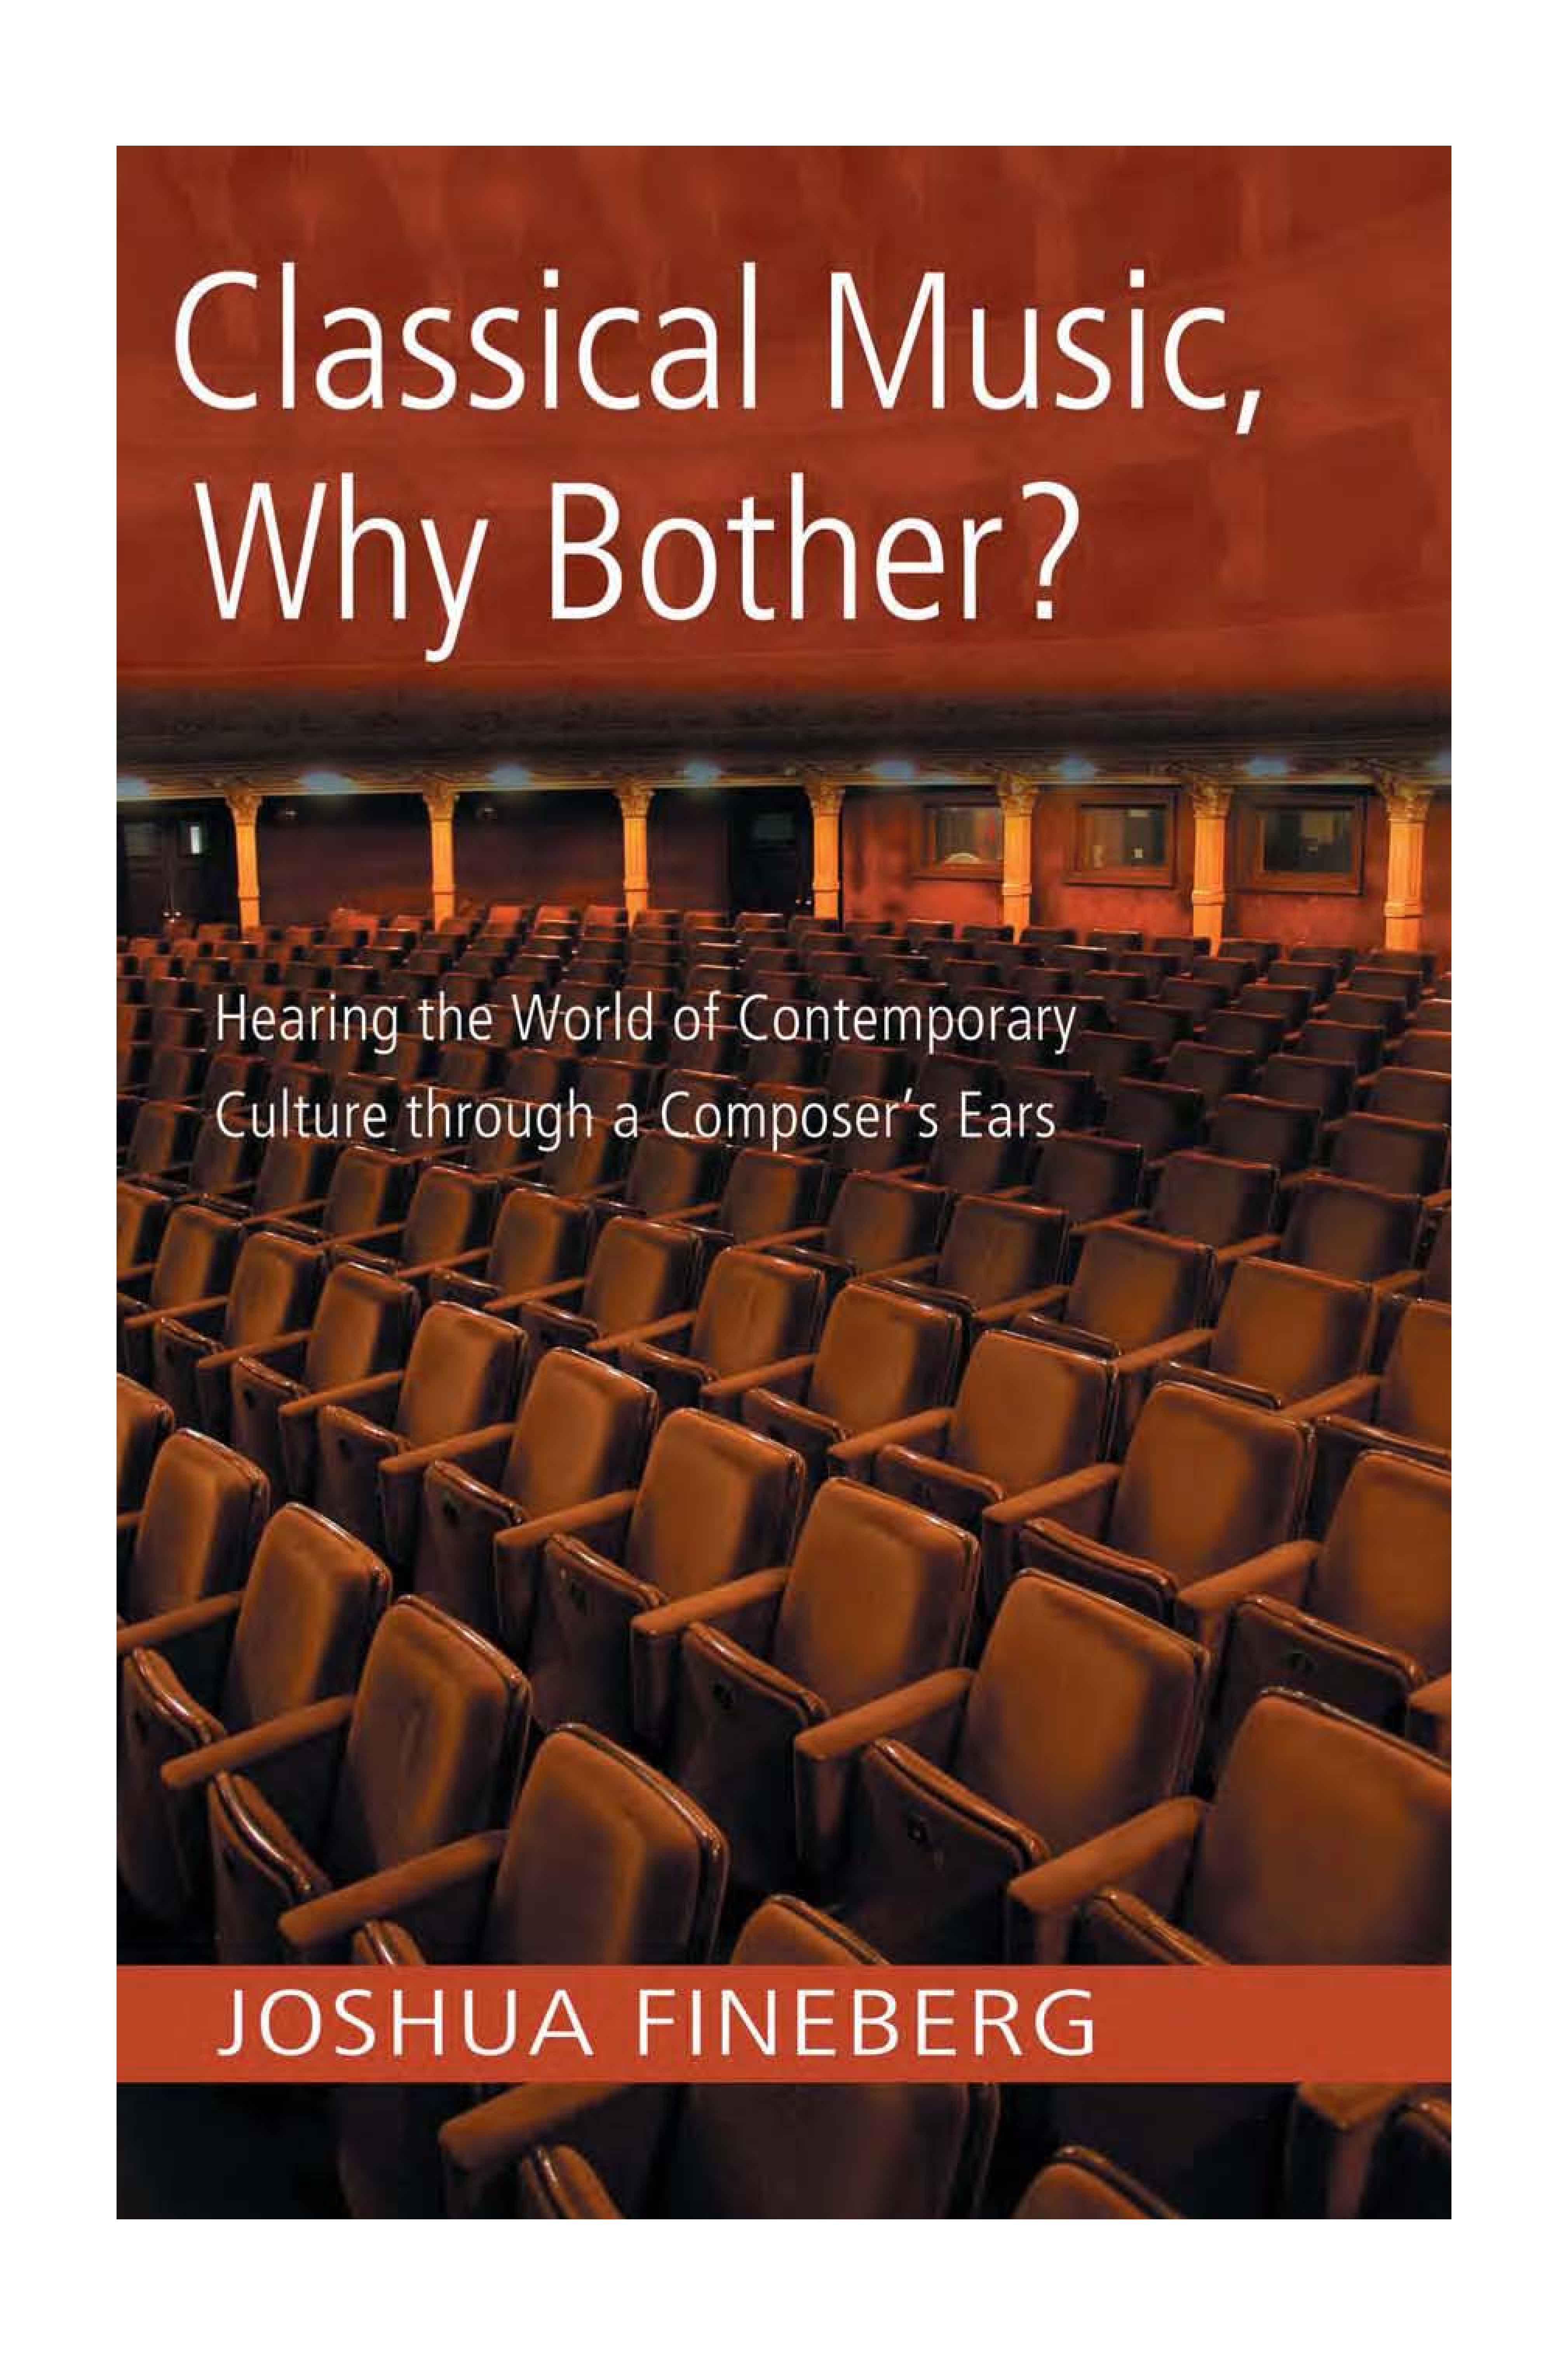 Classical Music,
Why Bother?
Hearing the World of Contemporary
Culture through a Composer's Ears
JOSHUA FINEBERG